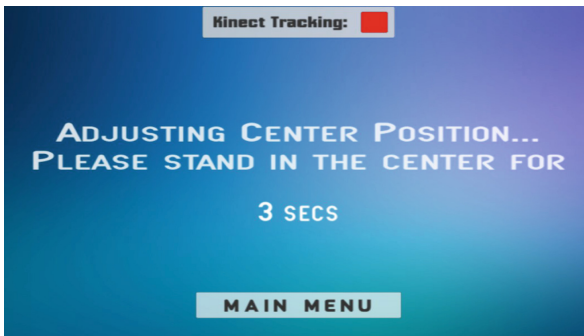 Kinect Tracking:
Adjusting Center Position...
Please stand in the center for
3 secs
MAIN MENU